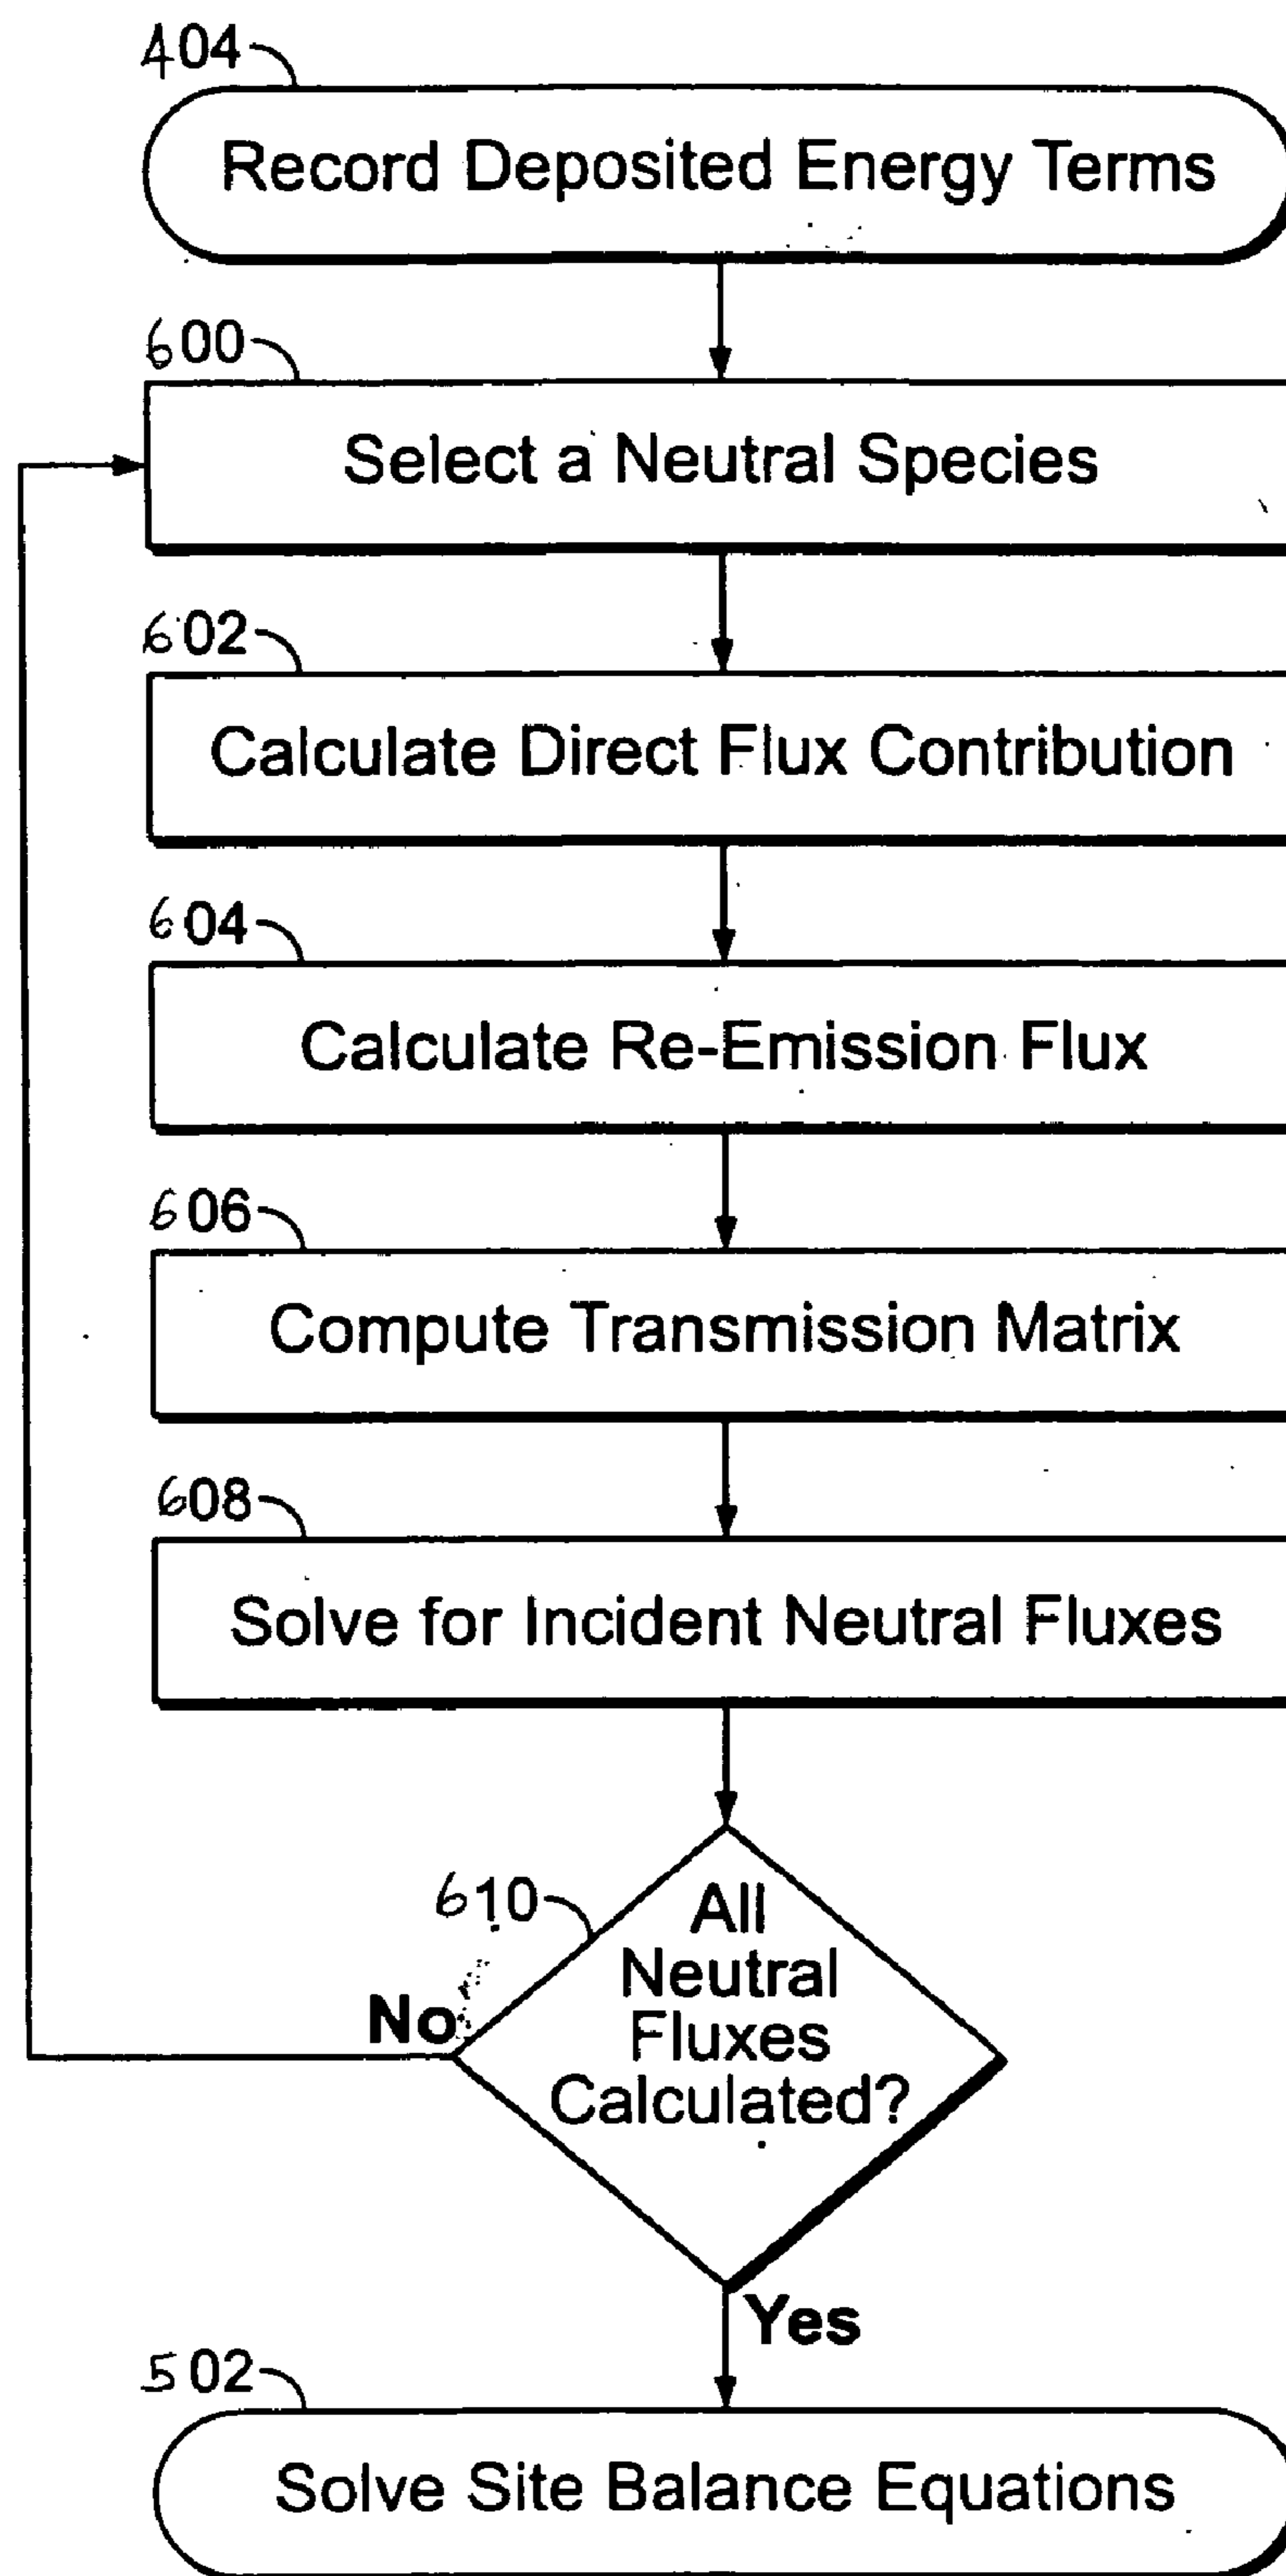 404
Record Deposited Energy Terms
600
Select a Neutral Species
602
Calculate Direct Flux Contribution
604
Calculate Re-Emission Flux
606
Compute Transmission Matrix
608
Solve for Incident Neutral Fluxes
610
All
Neutral
Fluxes
Calculated?
No
Yes
502
Solve Site Balance Equations